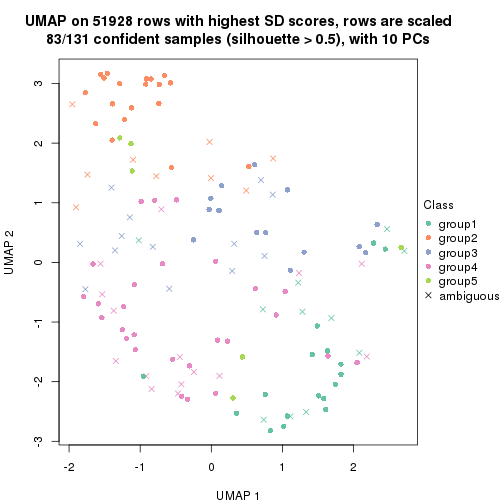 UMAP on 51928 rows with highest SD scores, rows are scaled
83/131 confident samples (silhouette > 0.5), with 10 PCs
3
2
1
0
-1
-2
-3
UMAP 2
-2
-1
0
1
2
UMAP 1
Class
group1
group2
group3
group4
group5
ambiguous